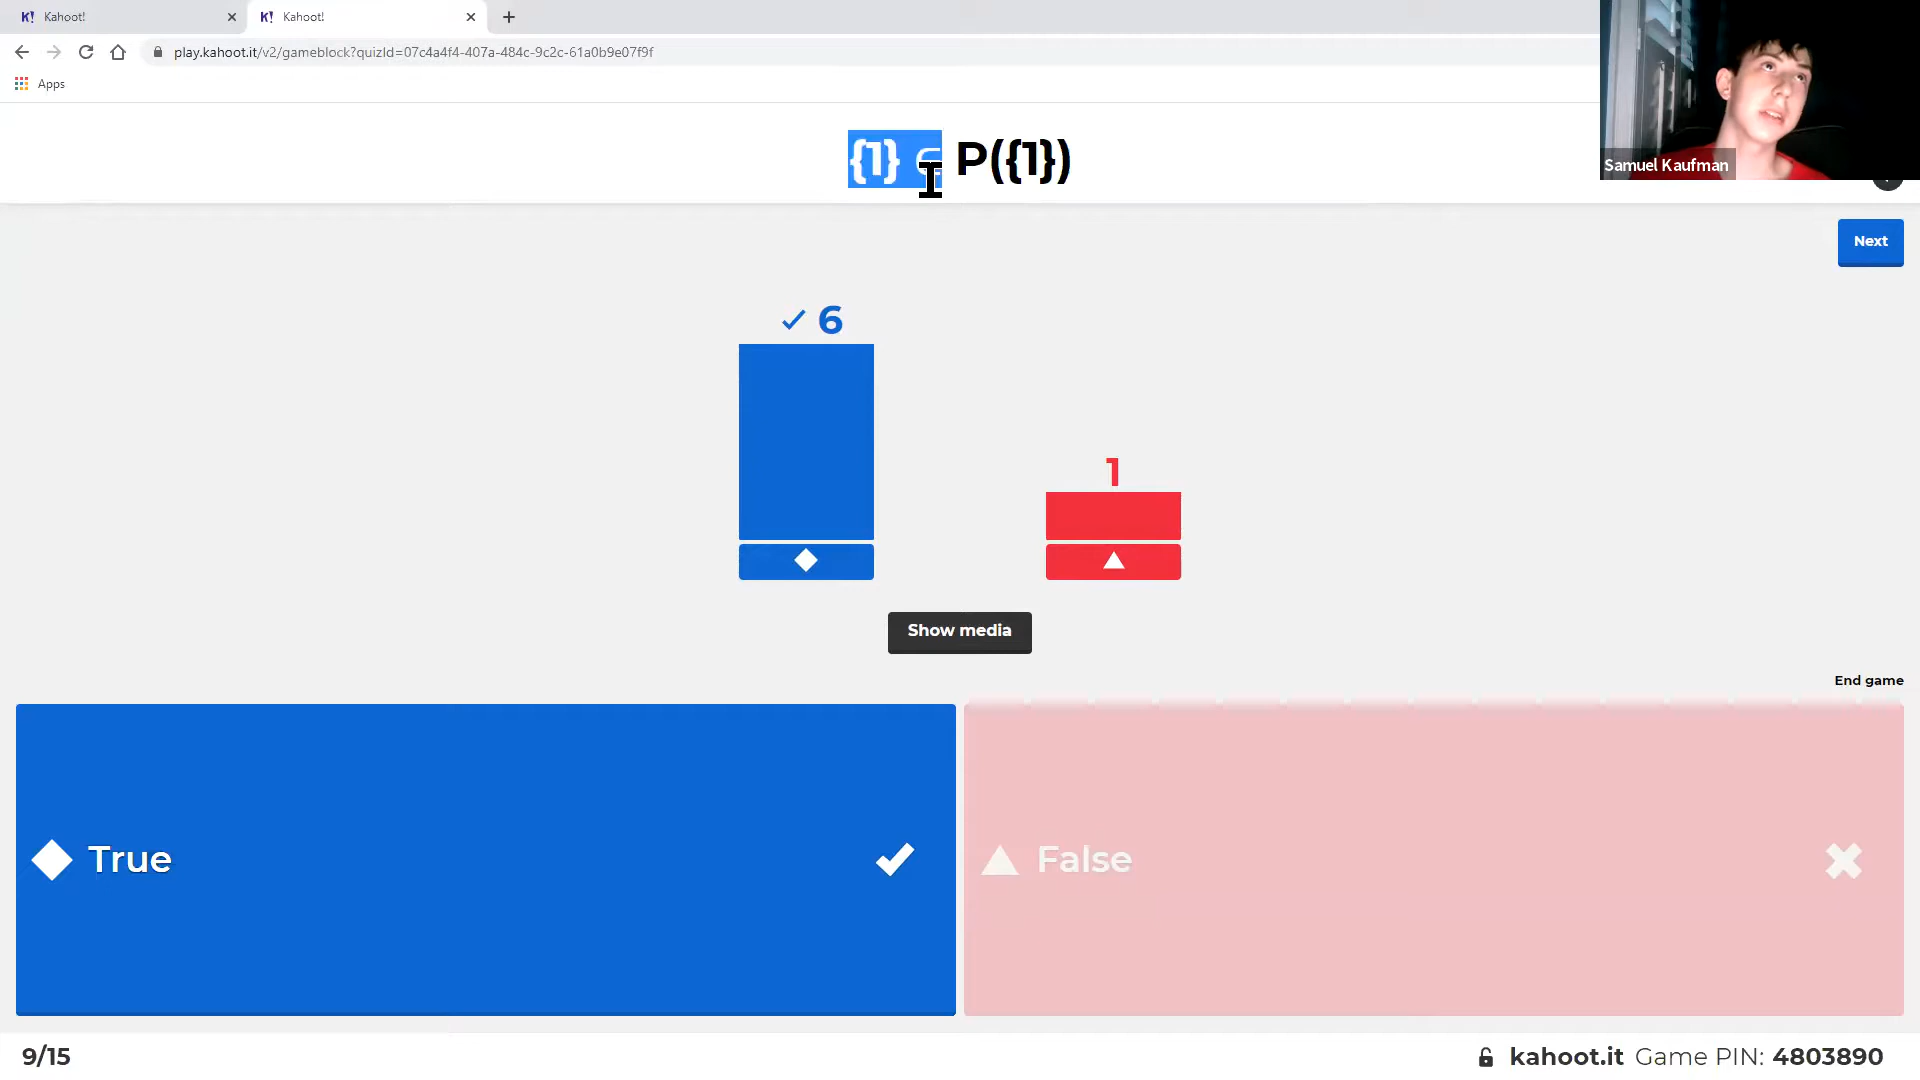 K! Kahoot!
K! Kahoot!
play.kahoot.it/v2/gameblock?quizId=07c4a4f4-407a-484c-9c2c-61a0b9e07f9f
Apps
{1} ∈ P({1})
Samuel Kaufman
Next
6
1
Show media
End game
True
False
9/15
kahoot.it Game PIN: 4803890